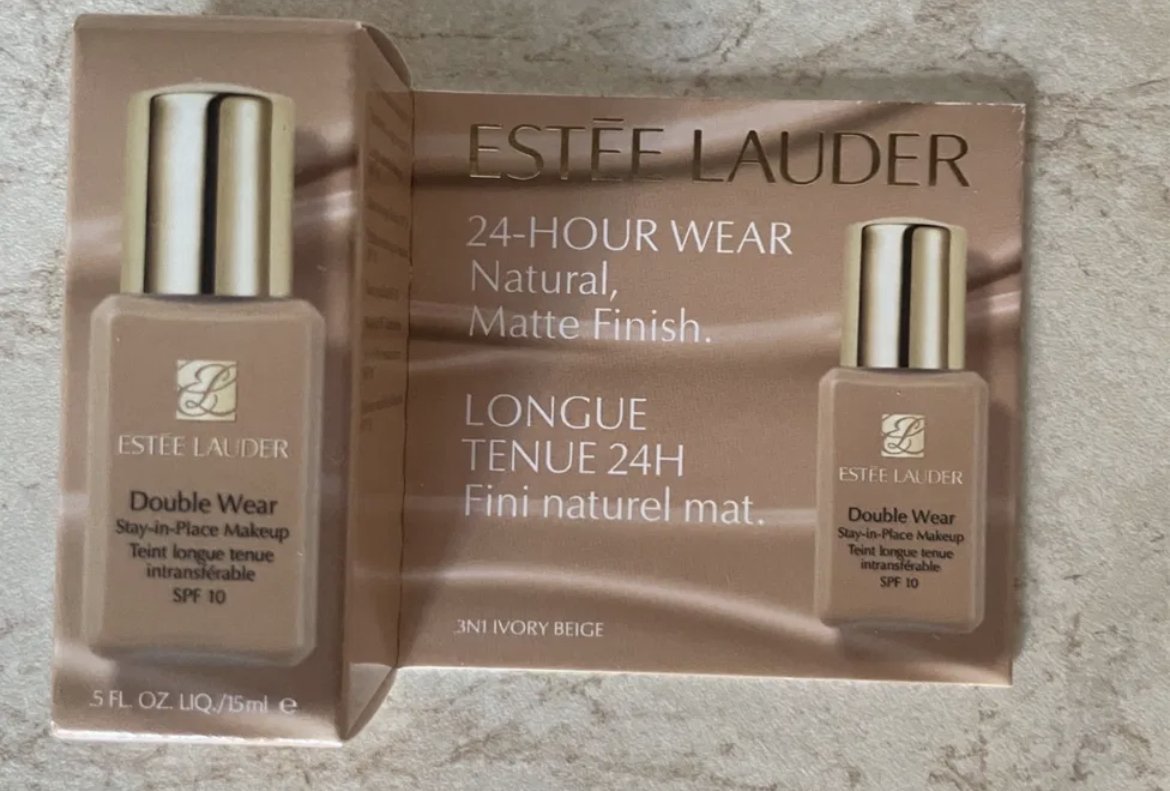 ESTĒE LAUDER
Double Wear
Stay-in-Place Makeup
Teint longue tenue
intransférable
SPF 10
.5 FL. OZ. LIQ./15 ml e
ESTĒE LAUDER
24-HOUR WEAR
Natural,
Matte Finish.
LONGUE
TENUE 24H
Fini naturel mat.
3N1 IVORY BEIGE
ESTĒE LAUDER
Double Wear
Stay-in-Place Makeup
Teint longue tenue
intransférable
SPF 10